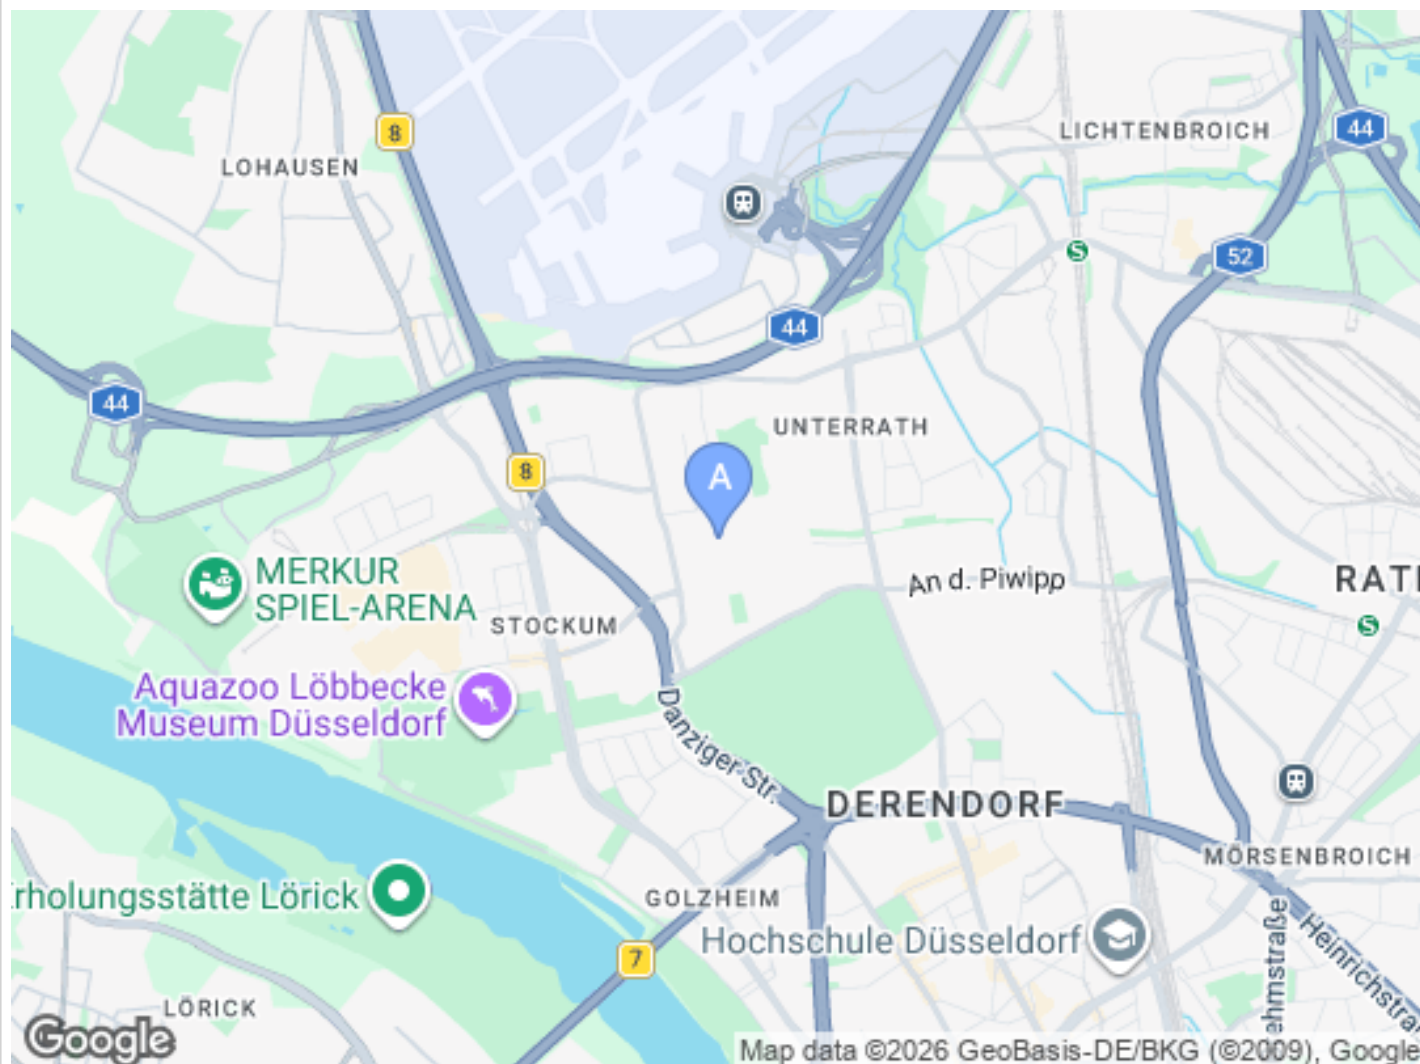 8
LICHTENBROICH
44
LOHAUSEN
S
52
44
44
UNTERRATH
8
A
MERKUR
SPIEL-ARENA
An d. Piwipp
STOCKUM
S
Aquazoo Löbbecke
Museum Düsseldorf
Danziger Str.
DERENDORF
MÖRSENBROICH
rholungsstätte Lörick
GOLZHEIM
Hochschule Düsseldorf
7
LÖRICK
Heinrichstra
ehmstraße
Google
Map data ©2026 GeoBasis-DE/BKG (©2009), Google